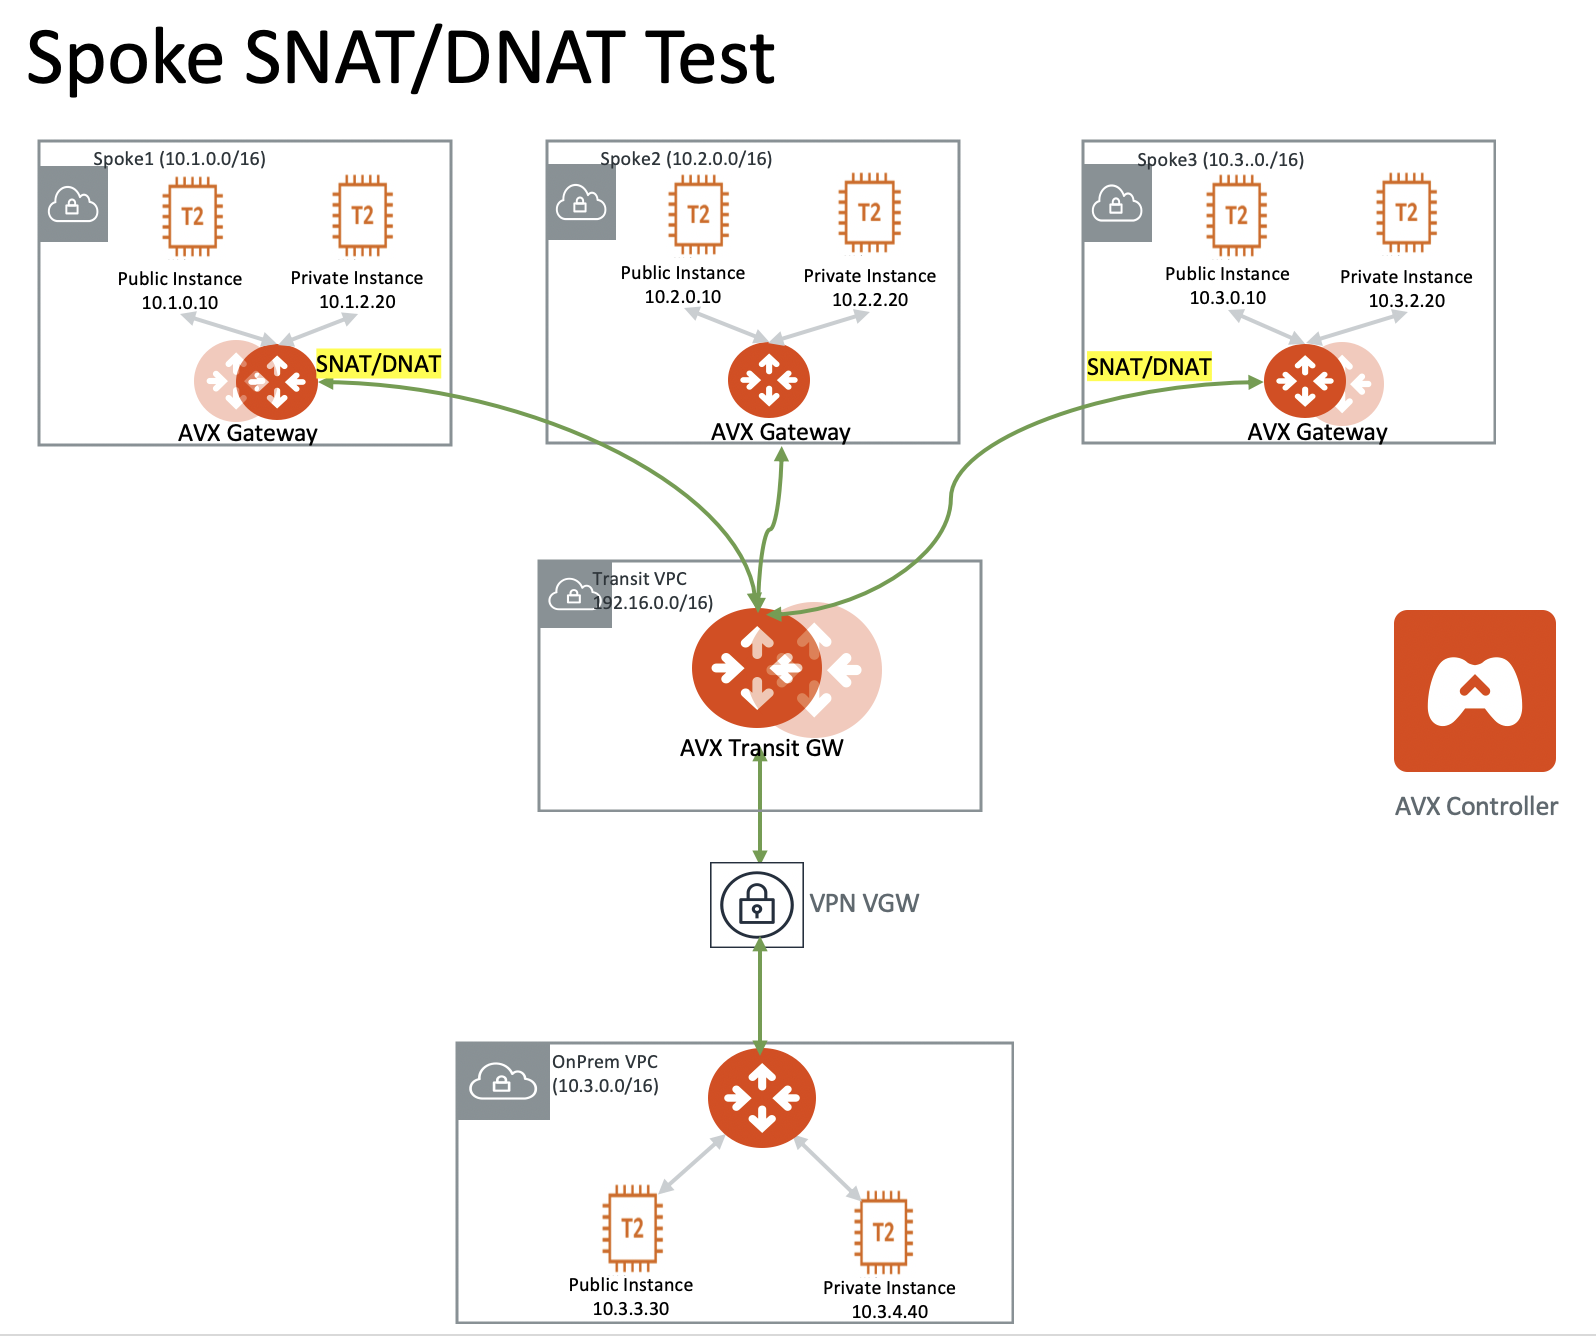 Spoke SNAT/DNAT Test
Spoke1 (10.1.0.0/16)
T2
T2
Public Instance
10.1.0.10
Private Instance
10.1.2.20
SNAT/DNAT
AVX Gateway
Spoke2 (10.2.0.0/16)
T2
T2
Public Instance
10.2.0.10
Private Instance
10.2.2.20
AVX Gateway
Spoke3 (10.3..0./16)
T2
T2
Public Instance
10.3.0.10
Private Instance
10.3.2.20
SNAT/DNAT
AVX Gateway
Transit VPC
192.16.0.0/16)
AVX Transit GW
AVX Controller
VPN VGW
OnPrem VPC
(10.3.0.0/16)
T2
T2
Public Instance
10.3.3.30
Private Instance
10.3.4.40